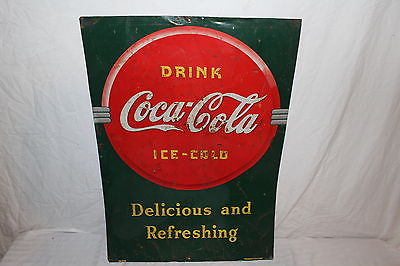 DRINK
Coca-Cola
ICE-COLD
Delicious and
Refreshing